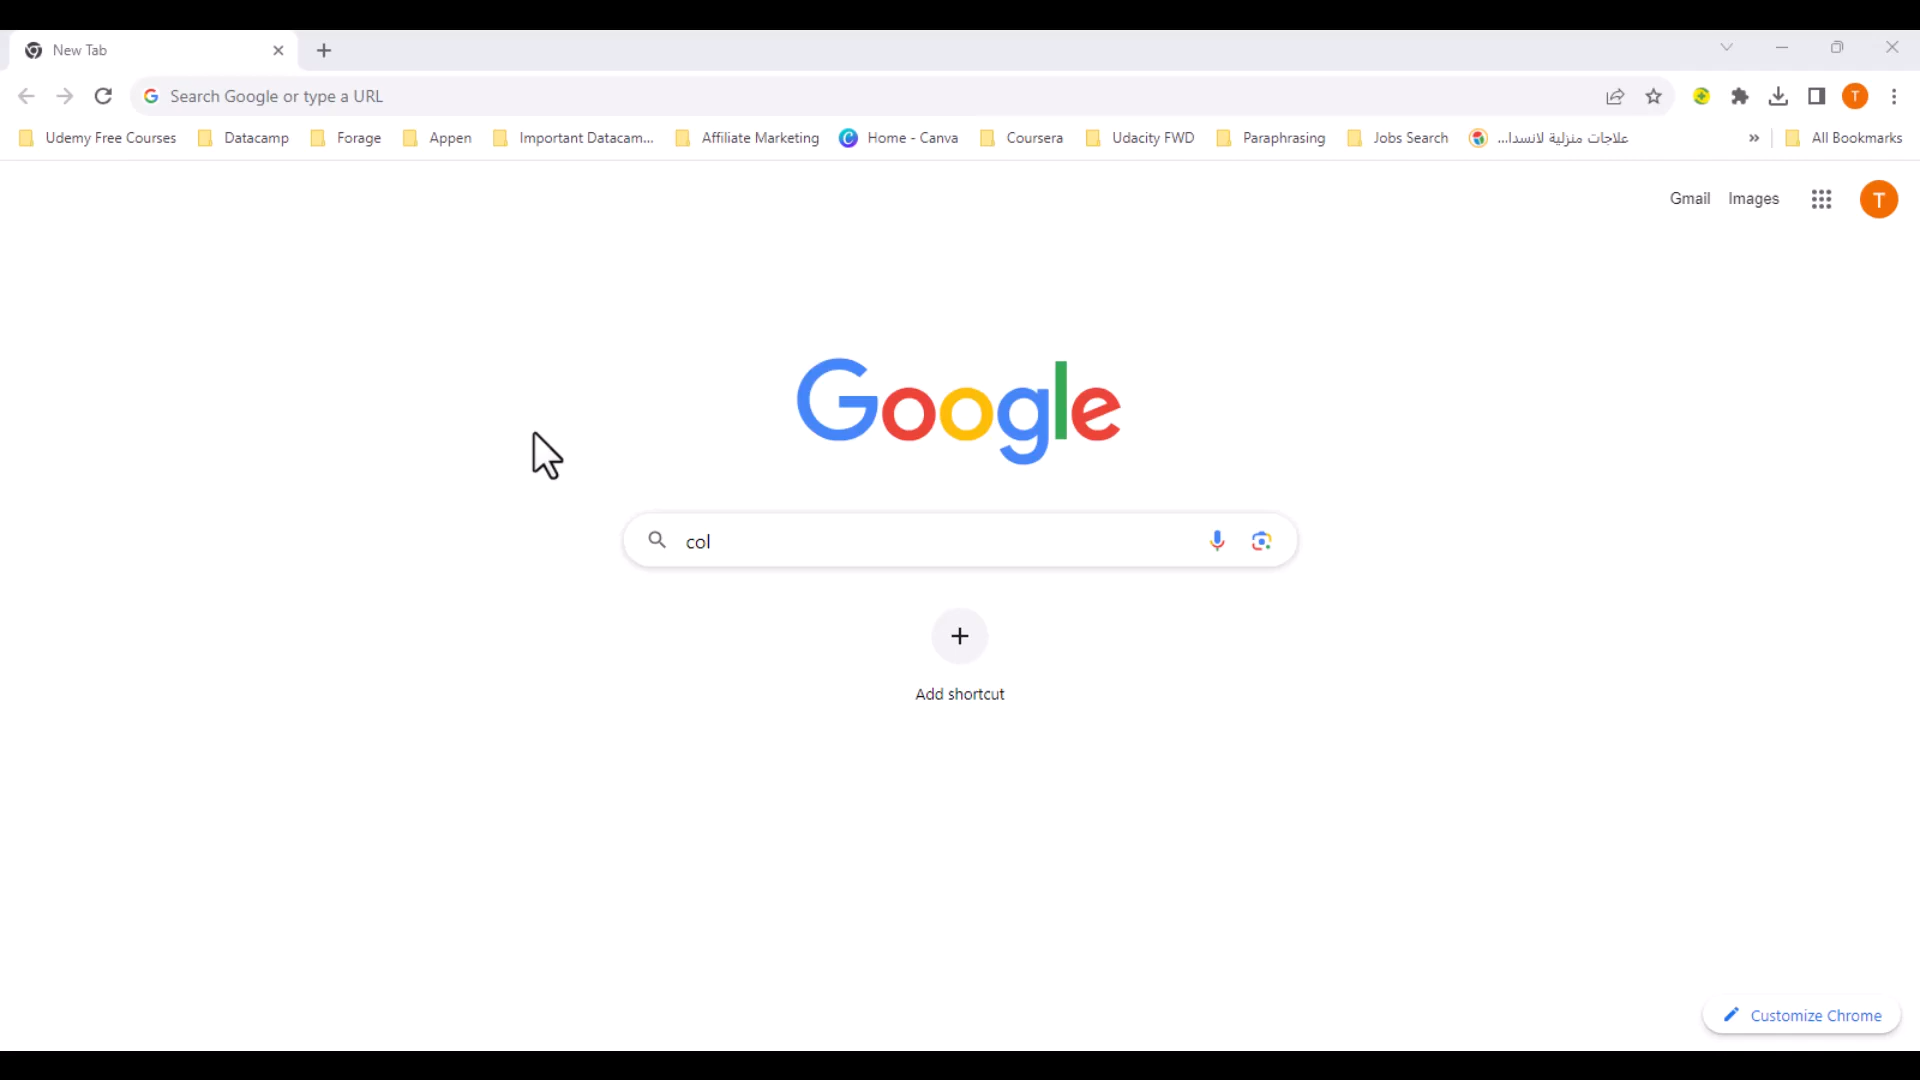 New Tab
Search Google or type a URL
T
Udemy Free Courses
Datacamp
Forage
Appen
Important Datacam...
Affiliate Marketing
Home - Canva
Coursera
Udacity FWD
Paraphrasing
Jobs Search
علاجات منزلية لانسدا...
All Bookmarks
Gmail
Images
T
Google
col
Add shortcut
Customize Chrome